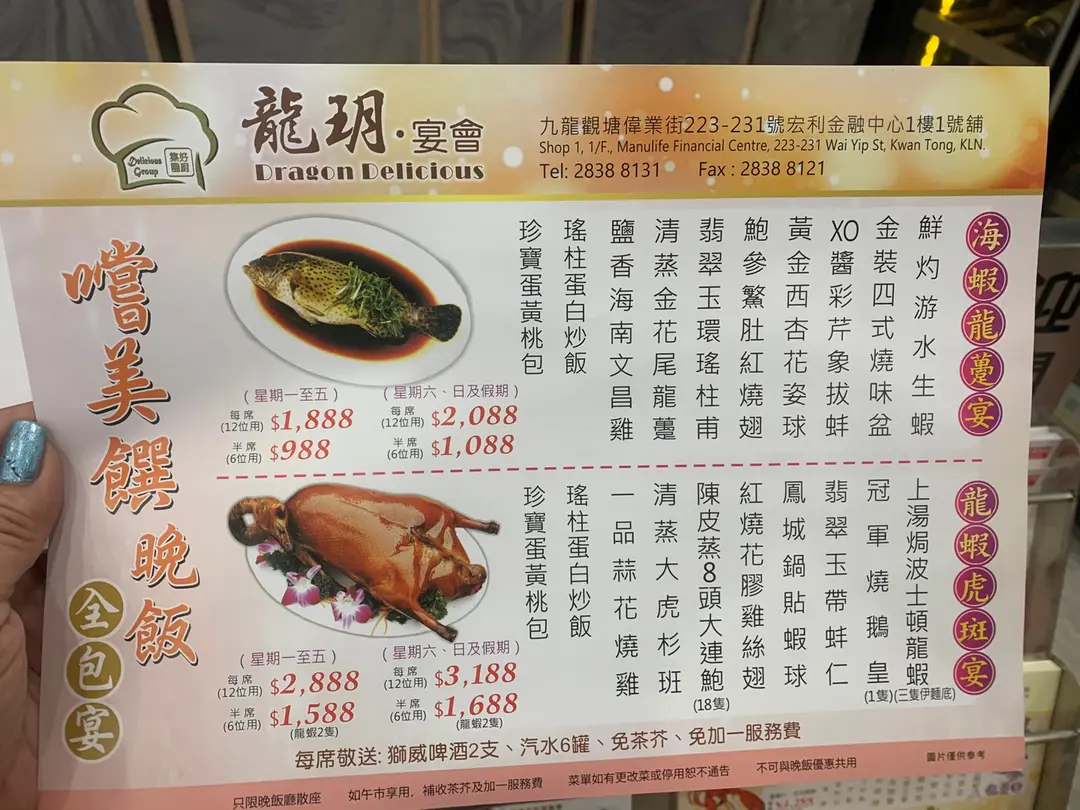 Delicious Group
龍玥·宴會
Dragon Delicious
九龍觀塘偉業街223-231號宏利金融中心1樓1號舖
Shop 1, 1/F., Manulife Financial Centre, 223-231 Wai Yip St, Kwan Tong, KLN.
Tel: 2838 8131 Fax : 2838 8121
嚐美饌晚飯
全包宴
海蝦龍躉宴
鮮灼游水生蝦
金裝四式燒味盆
XO醬彩芹象拔蚌
黃金西杏花姿球
鮑參繁肚紅燒翅
翡翠玉環瑤柱甫
清蒸金花尾龍躉
鹽香海南文昌雞
瑤柱蛋白炒飯
珍寶蛋黃桃包
(星期一至五)
每席(12位用) $1,888
半席(6位用) $988
(星期六、日及假期)
每席(12位用) $2,088
半席(6位用) $1,088
龍蝦虎斑宴
上湯焗波士頓龍蝦(三隻伊麵底)
冠軍燒鵝皇(1隻)
翡翠玉帶蚌仁
鳳城鍋貼蝦球
紅燒花膠雞絲翅
陳皮蒸8頭大連鮑(18隻)
清蒸大虎杉班
一品蒜花燒雞
瑤柱蛋白炒飯
珍寶蛋黃桃包
(星期一至五)
每席(12位用) $2,888
半席(6位用) $1,588
(龍蝦2隻)
(星期六、日及假期)
每席(12位用) $3,188
半席(6位用) $1,688
(龍蝦2隻)
每席敬送: 獅威啤酒2支、汽水6罐、免茶芥、免加一服務費
圖片僅供參考
只限晚飯廳散座 如午市享用, 補收茶芥及加一服務費 菜單如有更改菜或停用恕不通告 不可與晚飯優惠共用